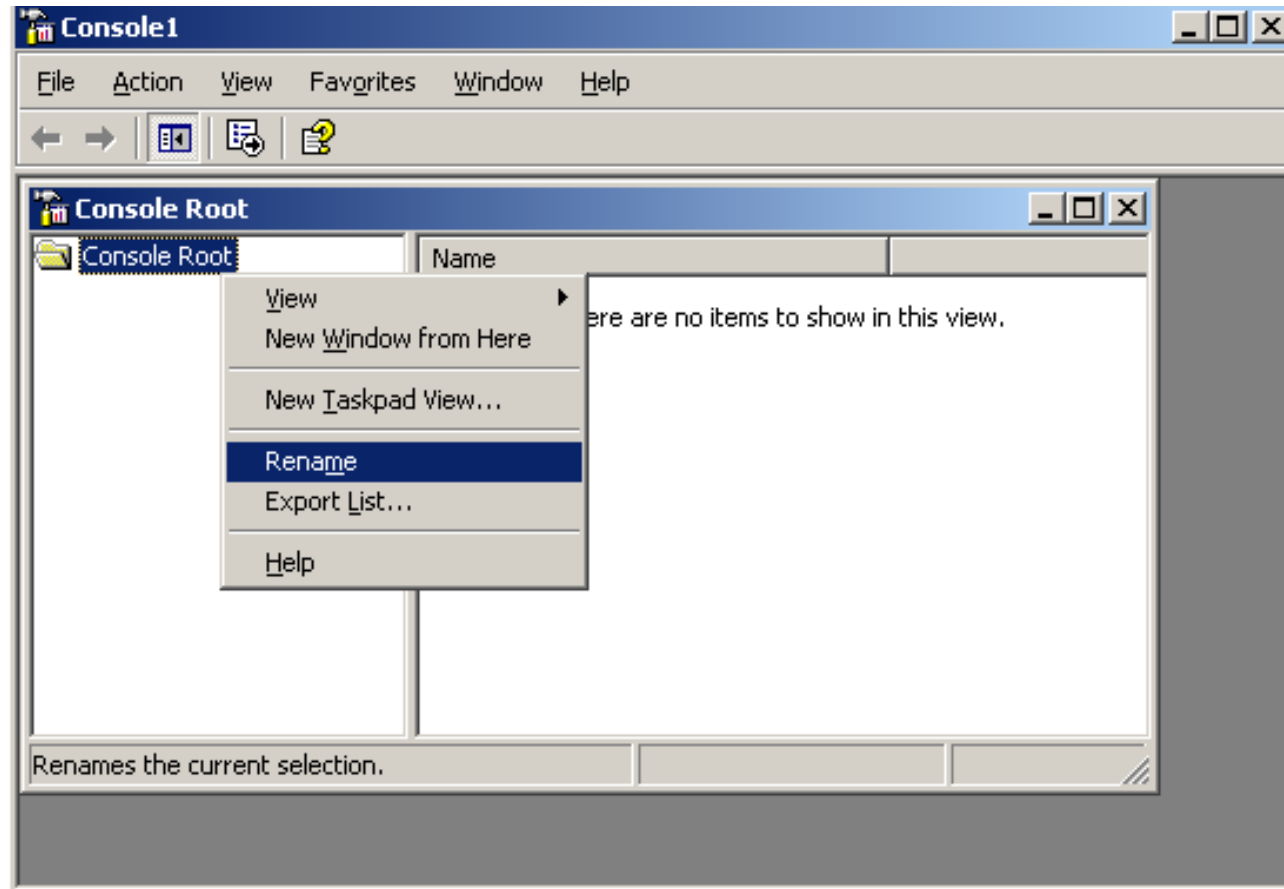 Console1
File Action View Favorites Window Help
Console Root
Console Root
Name
ere are no items to show in this view.
View
New Window from Here
New Taskpad View...
Rename
Export List...
Help
Renames the current selection.